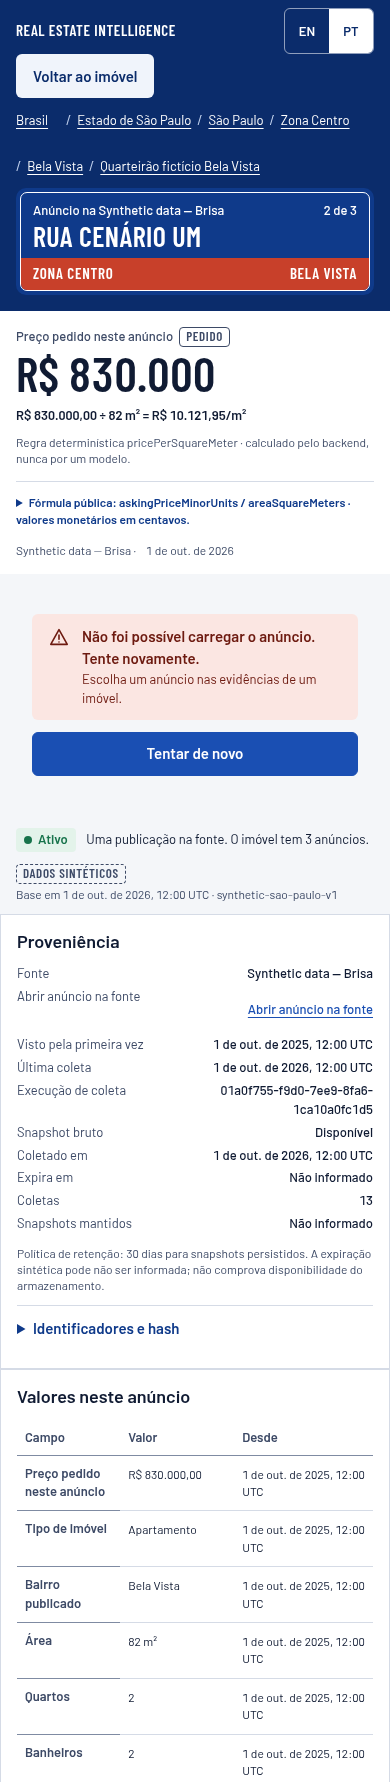 REAL ESTATE INTELLIGENCE
EN PT
Voltar ao imóvel
Brasil / Estado de São Paulo / São Paulo / Zona Centro
/ Bela Vista / Quarteirão fictício Bela Vista
Anúncio na Synthetic data — Brisa 2 de 3
RUA CENÁRIO UM
ZONA CENTRO BELA VISTA
Preço pedido neste anúncio PEDIDO
R$ 830.000
R$ 830.000,00 ÷ 82 m² = R$ 10.121,95/m²
Regra determinística pricePerSquareMeter · calculado pelo backend,
nunca por um modelo.
Fórmula pública: askingPriceMinorUnits / areaSquareMeters ·
valores monetários em centavos.
Synthetic data — Brisa · 1 de out. de 2026
Não foi possível carregar o anúncio.
Tente novamente.
Escolha um anúncio nas evidências de um
imóvel.
Tentar de novo
Ativo Uma publicação na fonte. O imóvel tem 3 anúncios.
DADOS SINTÉTICOS
Base em 1 de out. de 2026, 12:00 UTC · synthetic-sao-paulo-v1
Proveniência
Fonte Synthetic data — Brisa
Abrir anúncio na fonte Abrir anúncio na fonte
Visto pela primeira vez 1 de out. de 2025, 12:00 UTC
Última coleta 1 de out. de 2026, 12:00 UTC
Execução de coleta 01a0f755-f9d0-7ee9-8fa6-
1ca10a0fc1d5
Snapshot bruto Disponível
Coletado em 1 de out. de 2026, 12:00 UTC
Expira em Não informado
Coletas 13
Snapshots mantidos Não informado
Política de retenção: 30 dias para snapshots persistidos. A expiração
sintética pode não ser informada; não comprova disponibilidade do
armazenamento.
Identificadores e hash
Valores neste anúncio
Campo Valor Desde
Preço pedido R$ 830.000,00 1 de out. de 2025, 12:00
neste anúncio UTC
Tipo de imóvel Apartamento 1 de out. de 2025, 12:00
UTC
Bairro Bela Vista 1 de out. de 2025, 12:00
publicado UTC
Área 82 m² 1 de out. de 2025, 12:00
UTC
Quartos 2 1 de out. de 2025, 12:00
UTC
Banheiros 2 1 de out. de 2025, 12:00
UTC